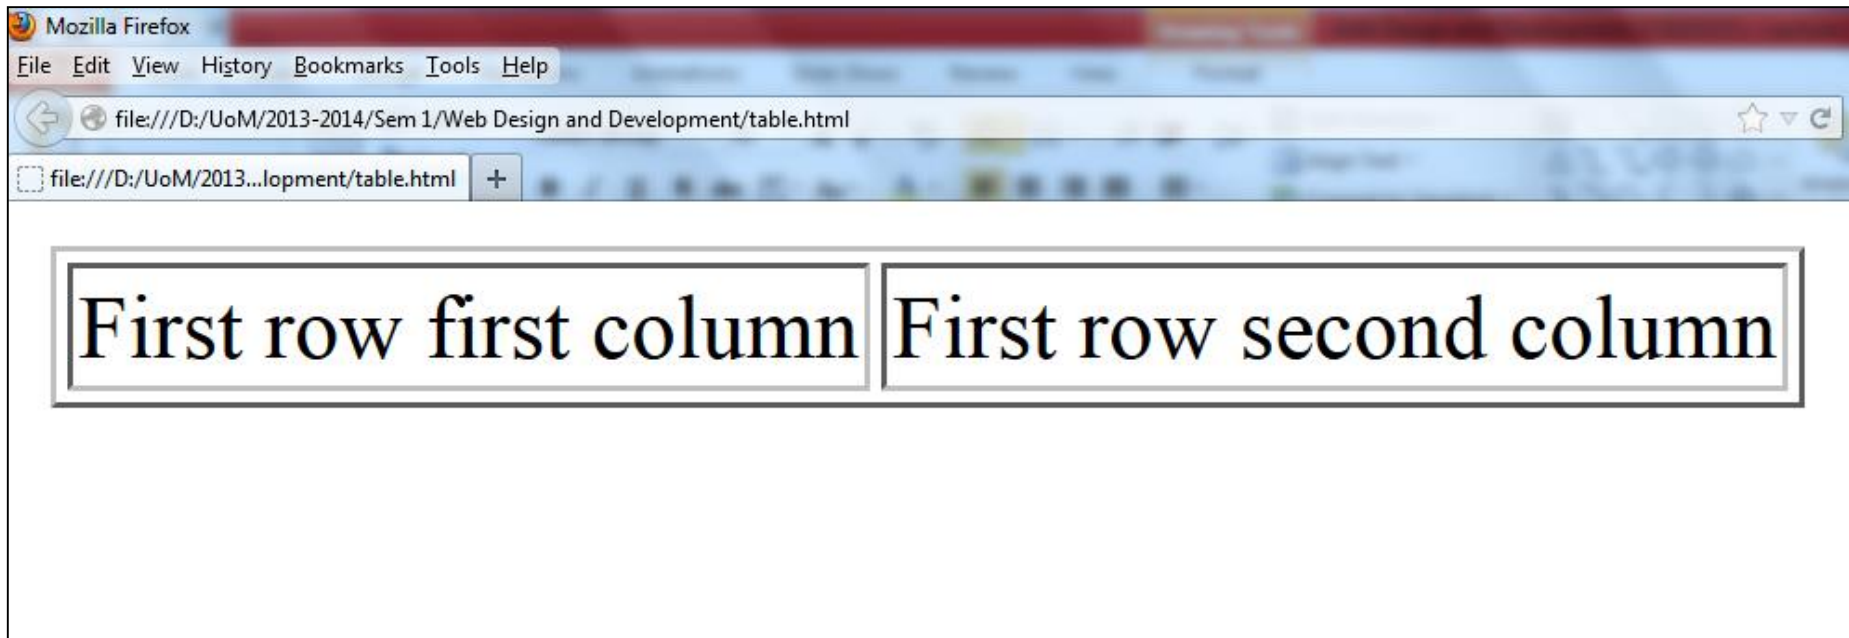 Mozilla Firefox
File Edit View History Bookmarks Tools Help
file:///D:/UoM/2013-2014/Sem 1/Web Design and Development/table.html
file:///D:/UoM/2013...lopment/table.html +
First row first column First row second column